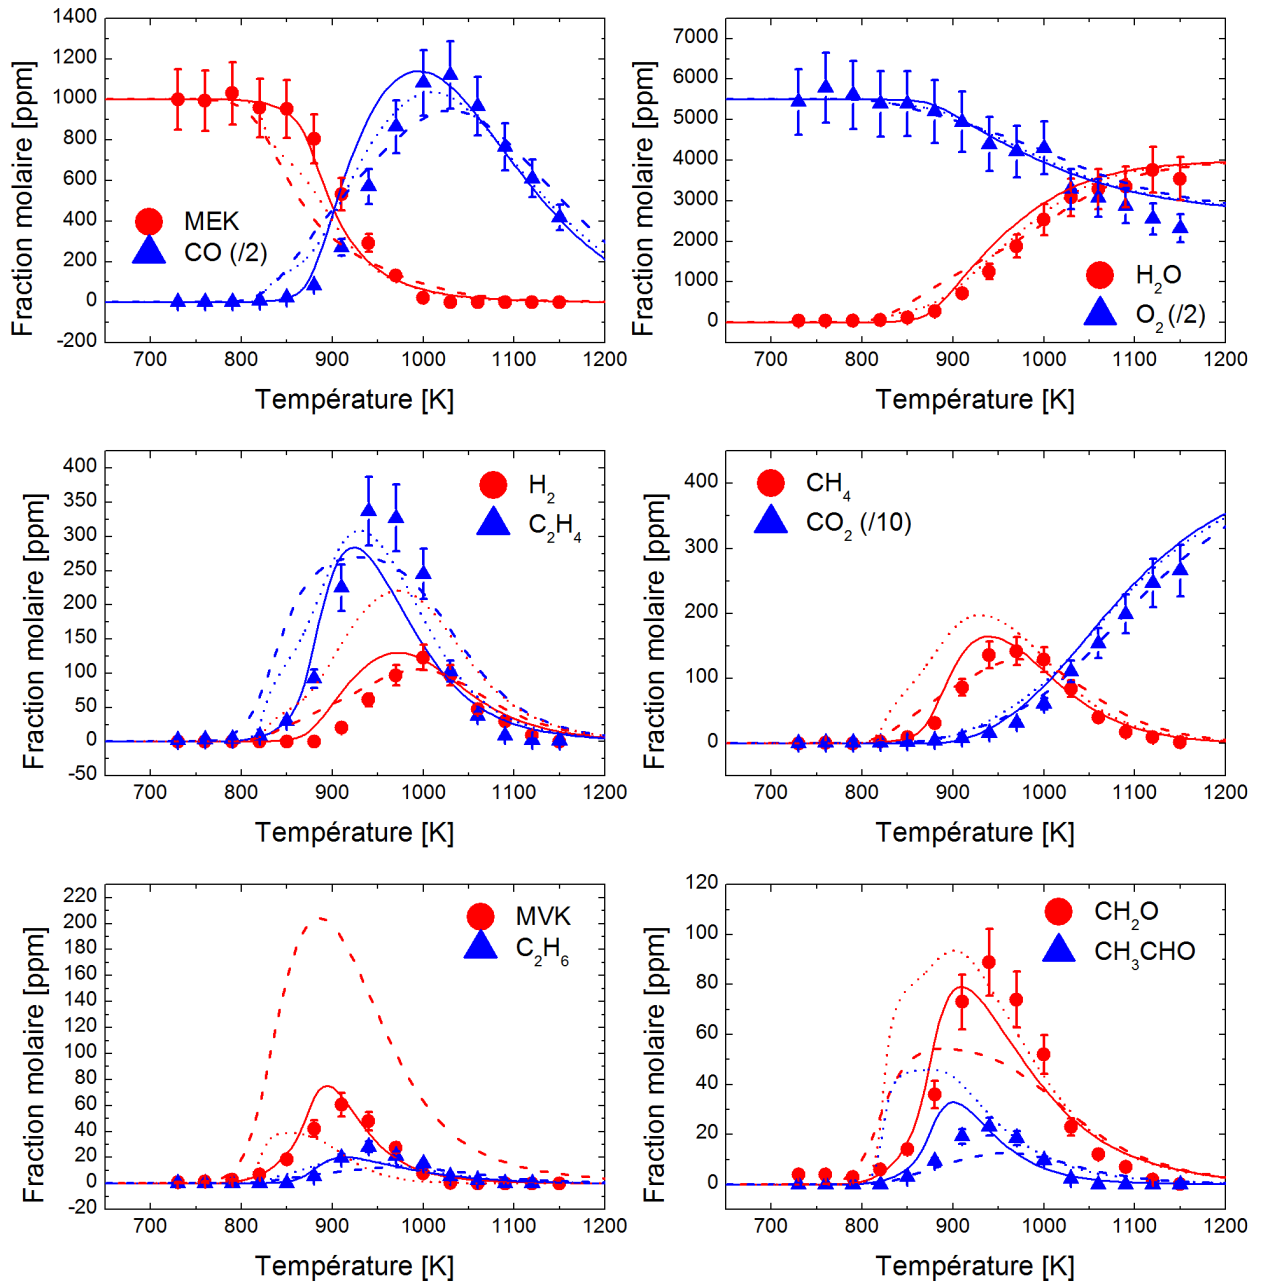 1400
1200
1000
800
600
400
200
0
-200
Fraction molaire [ppm]
MEK
CO (/2)
700 800 900 1000 1100 1200
Température [K]
7000
6000
5000
4000
3000
2000
1000
0
Fraction molaire [ppm]
H2O
O2 (/2)
700 800 900 1000 1100 1200
Température [K]
400
350
300
250
200
150
100
50
0
-50
Fraction molaire [ppm]
H2
C2H4
700 800 900 1000 1100 1200
Température [K]
400
300
200
100
0
Fraction molaire [ppm]
CH4
CO2 (/10)
700 800 900 1000 1100 1200
Température [K]
220
200
180
160
140
120
100
80
60
40
20
0
-20
Fraction molaire [ppm]
MVK
C2H6
700 800 900 1000 1100 1200
Température [K]
120
100
80
60
40
20
0
Fraction molaire [ppm]
CH2O
CH3CHO
700 800 900 1000 1100 1200
Température [K]